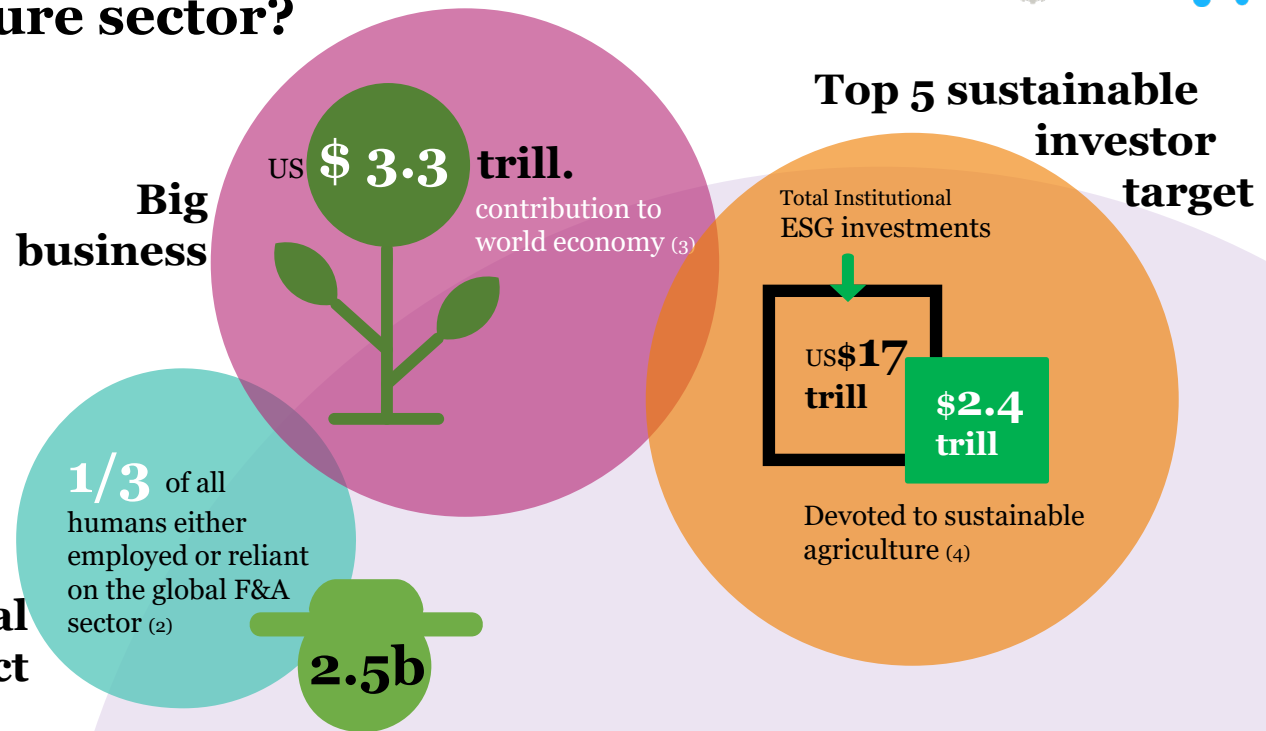 ure sector?
Big
business
US $ 3.3 trill.
contribution to
world economy (3)
Top 5 sustainable
investor
target
Total Institutional
ESG investments
US$17
trill
$2.4
trill
Devoted to sustainable
agriculture (4)
1/3 of all
humans either
employed or reliant
on the global F&A
sector (2)
al
ct
2.5b